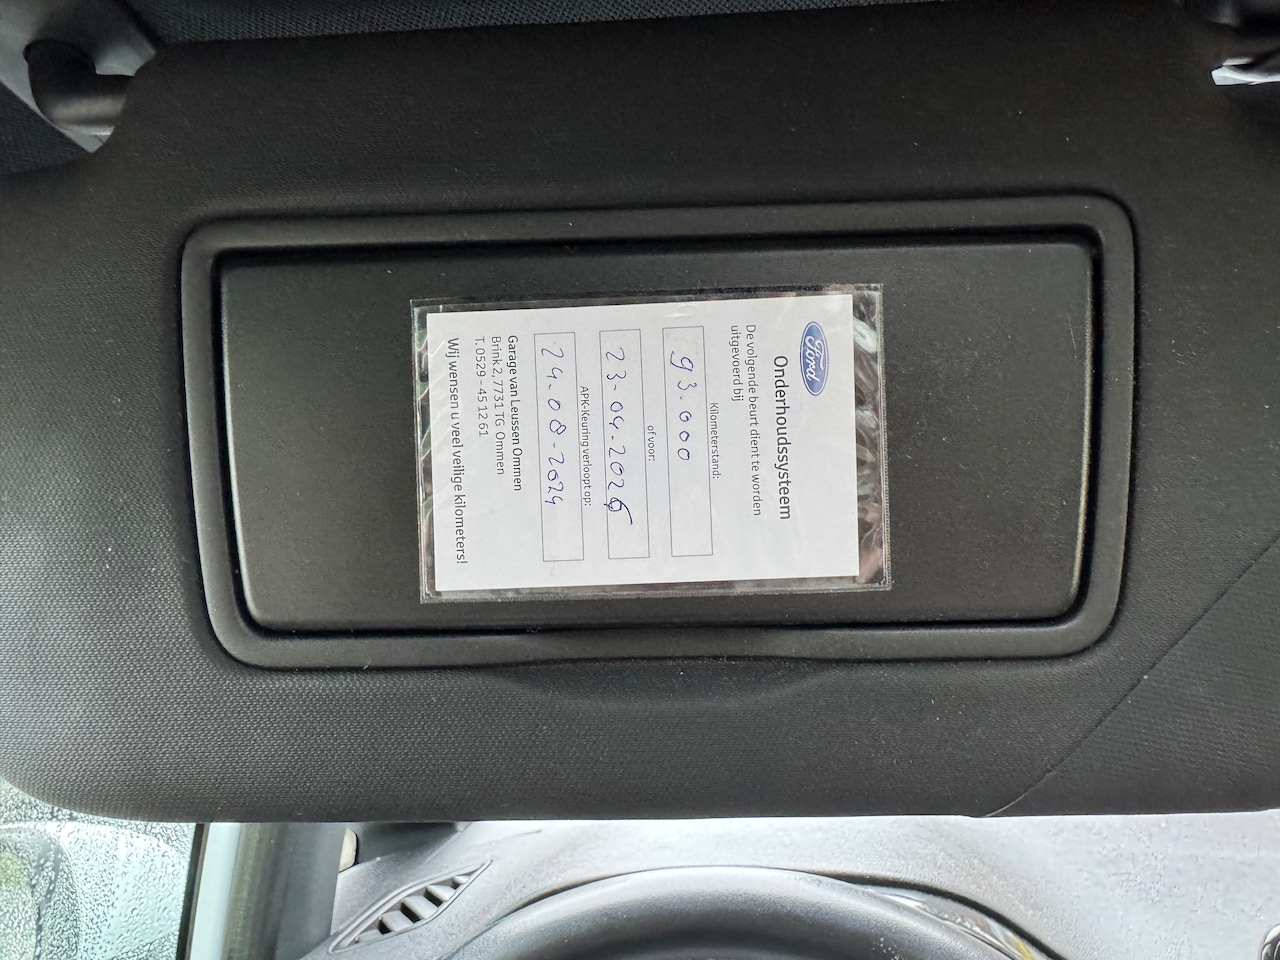 Ford
Onderhoudssysteem
De volgende beurt dient te worden
uitgevoerd bij
Kilometerstand:
93.000
of voor:
23-04-2025
APK-Keuring verloopt op:
24-08-2024
Garage van Leussen Ommen
Brink 2, 7731 TG Ommen
T. 0529 - 45 12 61
Wij wensen u veel veilige kilometers!